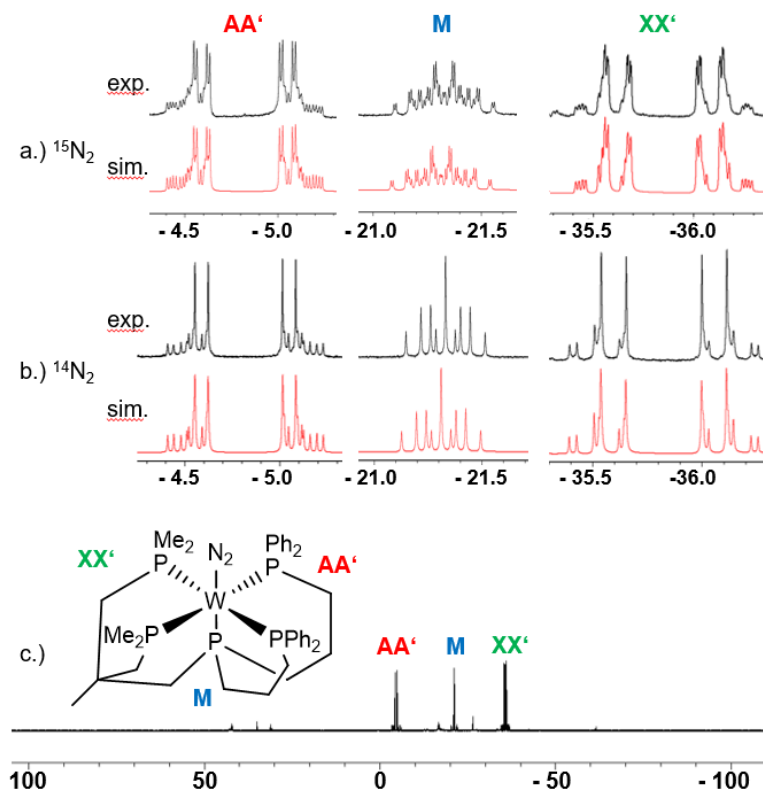 AA‘ M XX‘
exp.
a.) ¹⁵N₂
sim.
- 4.5 - 5.0 - 21.0 - 21.5 - 35.5 - 36.0
exp.
b.) ¹⁴N₂
sim.
- 4.5 - 5.0 - 21.0 - 21.5 - 35.5 -36.0
XX‘ Me₂ P N₂ Ph₂ P AA‘
W
Me₂P P PPh₂
c.)
M
AA‘ M XX‘
100 50 0 - 50 - 100